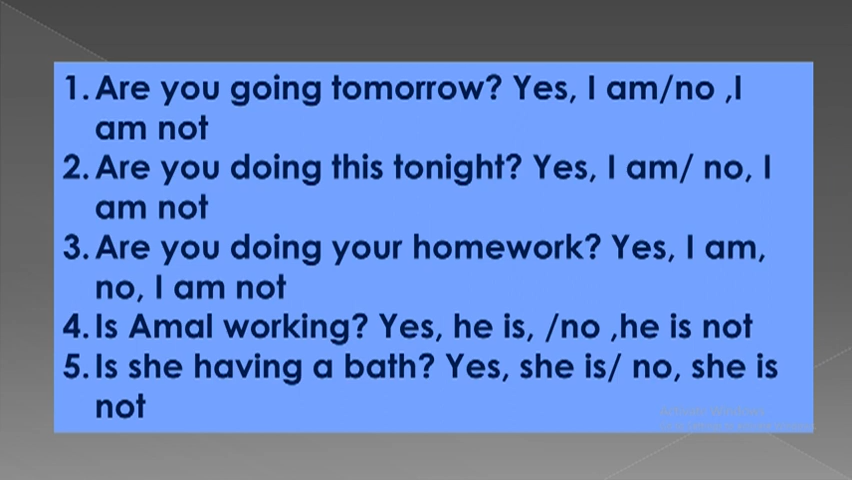 1. Are you going tomorrow? Yes, I am/no ,I
am not
2. Are you doing this tonight? Yes, I am/ no, I
am not
3. Are you doing your homework? Yes, I am,
no, I am not
4. Is Amal working? Yes, he is, /no ,he is not
5. Is she having a bath? Yes, she is/ no, she is
not
Activate Windows